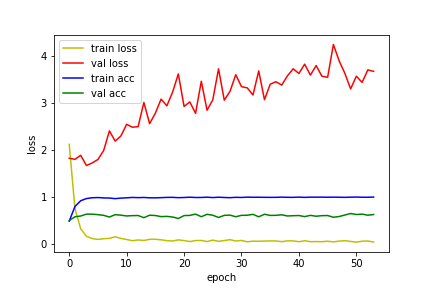 train loss
val loss
train acc
val acc
4
3
2
1
0
loss
0 10 20 30 40 50
epoch